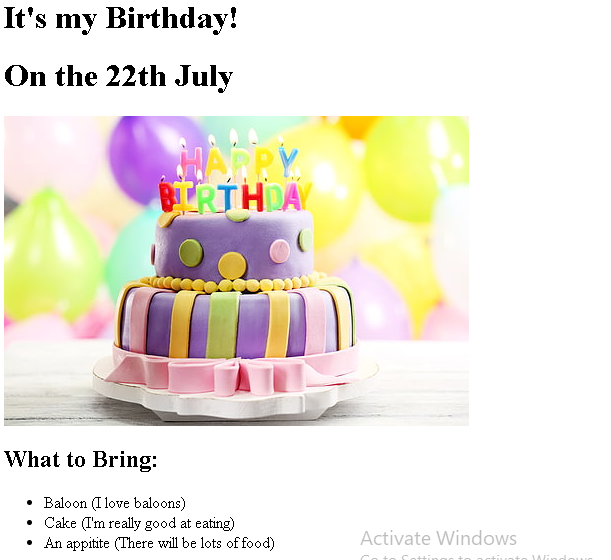 It's my Birthday!
On the 22th July
HAPPY
BIRTHDAY
What to Bring:
Baloon (I love baloons)
Cake (I'm really good at eating)
An appitite (There will be lots of food)
Activate Windows
Go to Settings to activate Windows